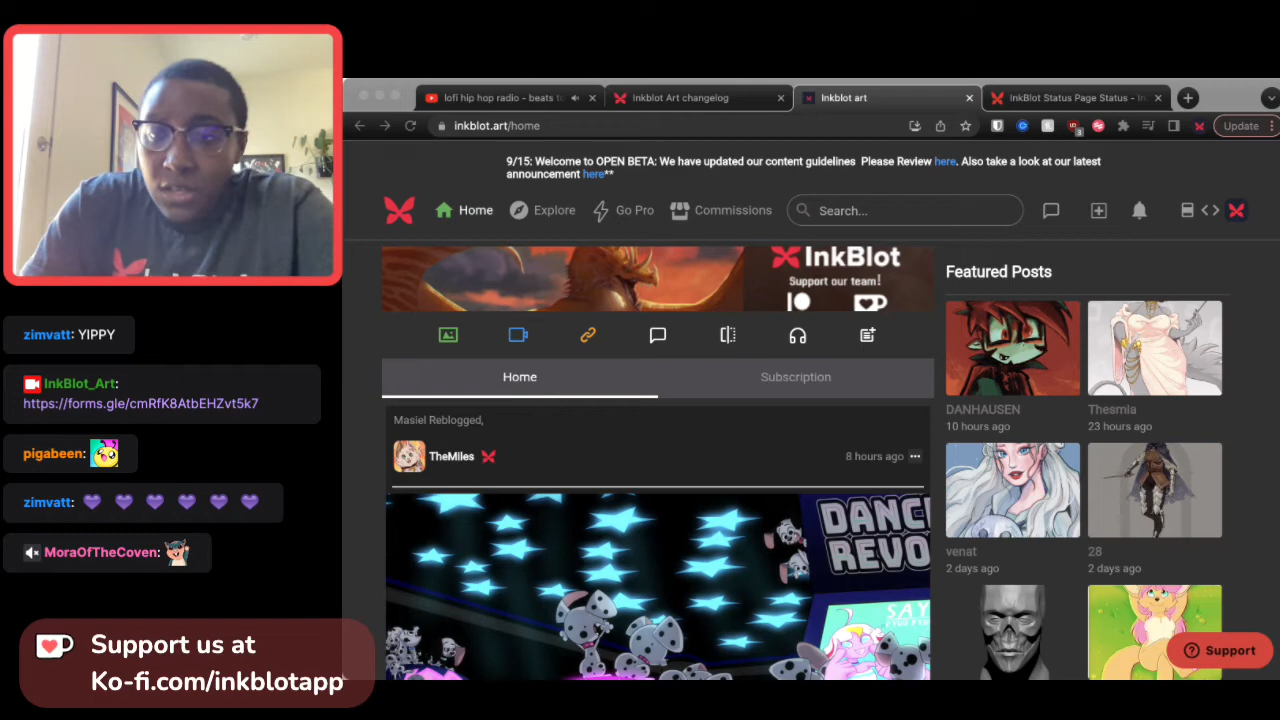 lofi hip hop radio - beats to
Inkblot Art changelog
Inkblot art
InkBlot Status Page Status - In
inkblot.art/home
3
Update
9/15: Welcome to OPEN BETA: We have updated our content guidelines Please Review here. Also take a look at our latest
announcement here**
Home
Explore
Go Pro
Commissions
Search...
InkBlot
Support our team!
Featured Posts
Home
Subscription
Masiel Reblogged,
TheMiles
8 hours ago
DANHAUSEN
10 hours ago
Thesmia
23 hours ago
venat
2 days ago
28
2 days ago
DANC
REVO
SAY
Support
zimvatt: YIPPY
InkBlot_Art:
https://forms.gle/cmRfK8AtbEHZvt5k7
pigabeen:
zimvatt:
MoraOfTheCoven:
Support us at
Ko-fi.com/inkblotapp